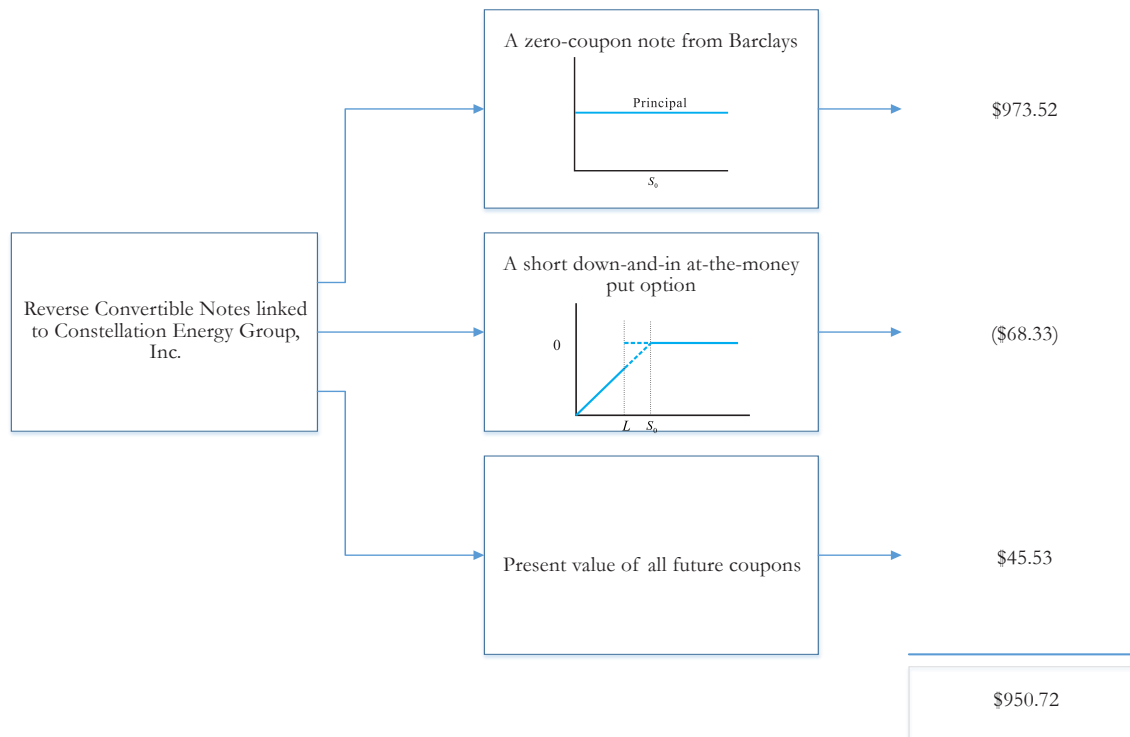 A zero-coupon note from Barclays
Principal
S₀
$973.52
Reverse Convertible Notes linked
to Constellation Energy Group,
Inc.
A short down-and-in at-the-money
put option
0
L S₀
($68.33)
Present value of all future coupons
$45.53
$950.72